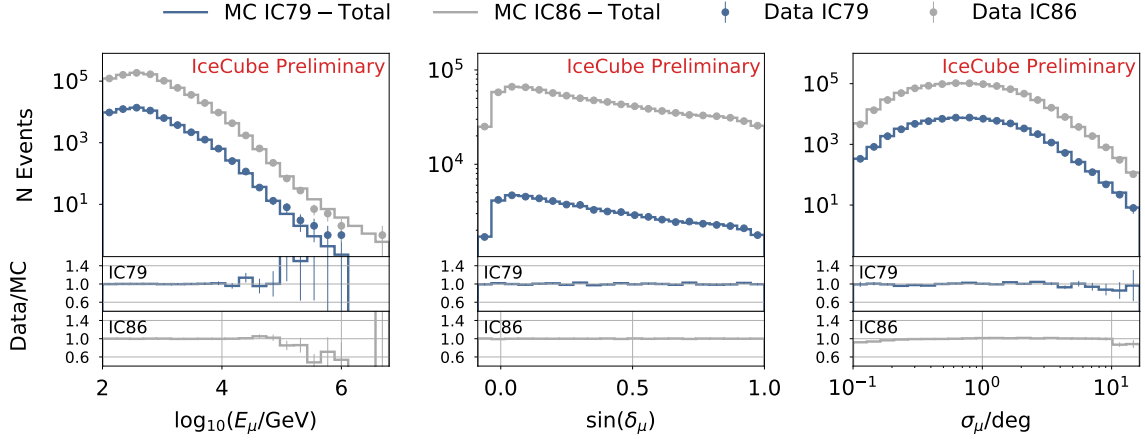 MC IC79 − Total MC IC86 − Total Data IC79 Data IC86
IceCube Preliminary IceCube Preliminary IceCube Preliminary
N Events
10^5
10^3
10^1
10^5
10^4
10^5
10^3
10^1
Data/MC
1.4
1.0
0.6
IC79
1.4
1.0
0.6
IC79
1.4
1.0
0.6
IC79
1.4
1.0
0.6
IC86
1.4
1.0
0.6
IC86
1.4
1.0
0.6
IC86
2 4 6
0.0 0.5 1.0
10^−1 10^0 10^1
log10(Eμ/GeV)
sin(δμ)
σμ/deg